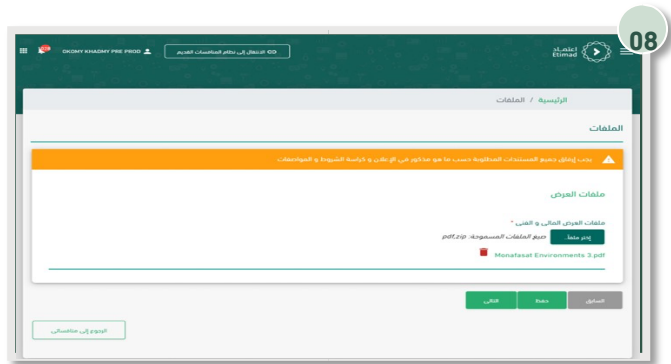 08
اعتماد
Etimad
GO الانتقال إلى نظام المنافسات القديم
OKOMY KHADMY PRE PROD
الرئيسية / الملفات
الملفات
يجب إرفاق جميع المستندات المطلوبة حسب ما هو مذكور في الإعلان و كراسة الشروط و المواصفات
ملفات العرض
ملفات العرض المالي و الفني *
إختر ملفاً.. صيغ الملفات المسموحة: pdf,zip
Monafasat Environments 3.pdf
السابق حفظ التالي
الرجوع إلى منافساتي